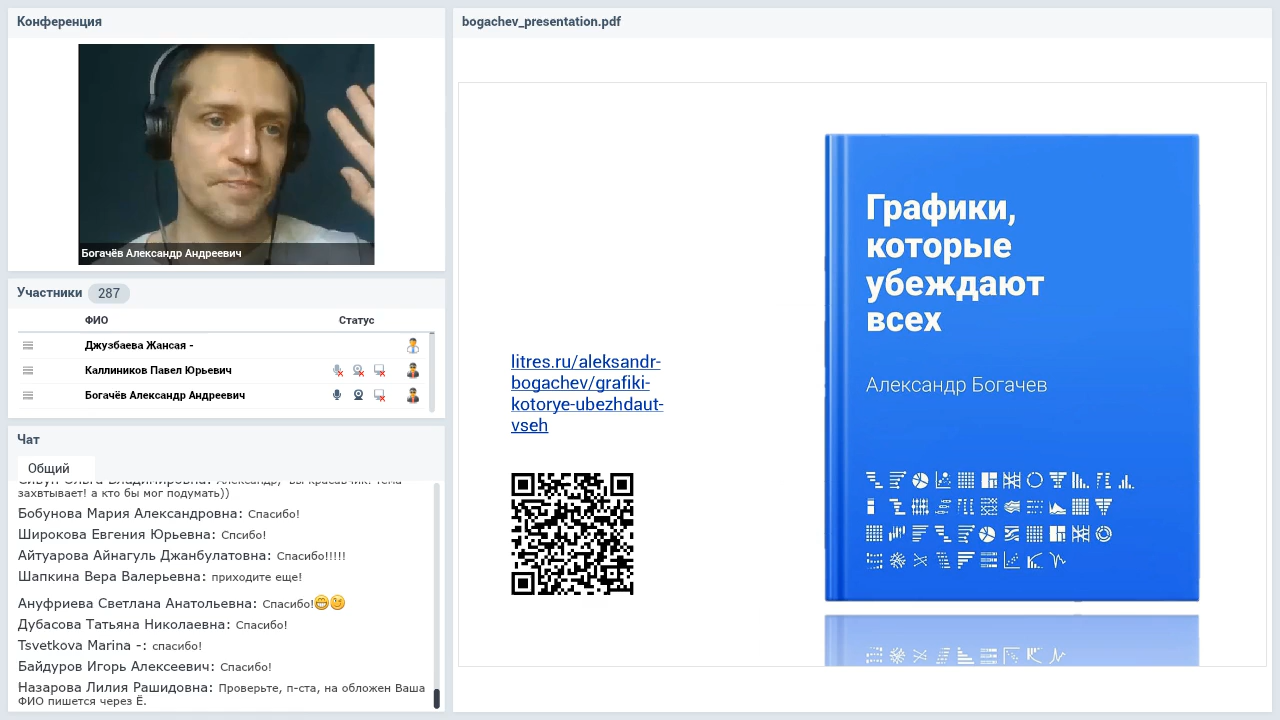 Конференция
Богачёв Александр Андреевич
Участники 287
ФИО Статус
Джузбаева Жансая -
Каллиников Павел Юрьевич
Богачёв Александр Андреевич
Чат
Общий
захвтывает! а кто бы мог подумать))
Бобунова Мария Александровна: Спасибо!
Широкова Евгения Юрьевна: Спсибо!
Айтуарова Айнагуль Джанбулатовна: Спасибо!!!!!
Шапкина Вера Валерьевна: приходите еще!
Ануфриева Светлана Анатольевна: Спасибо!
Дубасова Татьяна Николаевна: Спасибо!
Tsvetkova Marina -: спасибо!
Байдуров Игорь Алексеевич: Спасибо!
Назарова Лилия Рашидовна: Проверьте, п-ста, на обложен Ваша
ФИО пишется через Ё.
bogachev_presentation.pdf
litres.ru/aleksandr-
bogachev/grafiki-
kotorye-ubezhdaut-
vseh
Графики,
которые
убеждают
всех
Александр Богачев